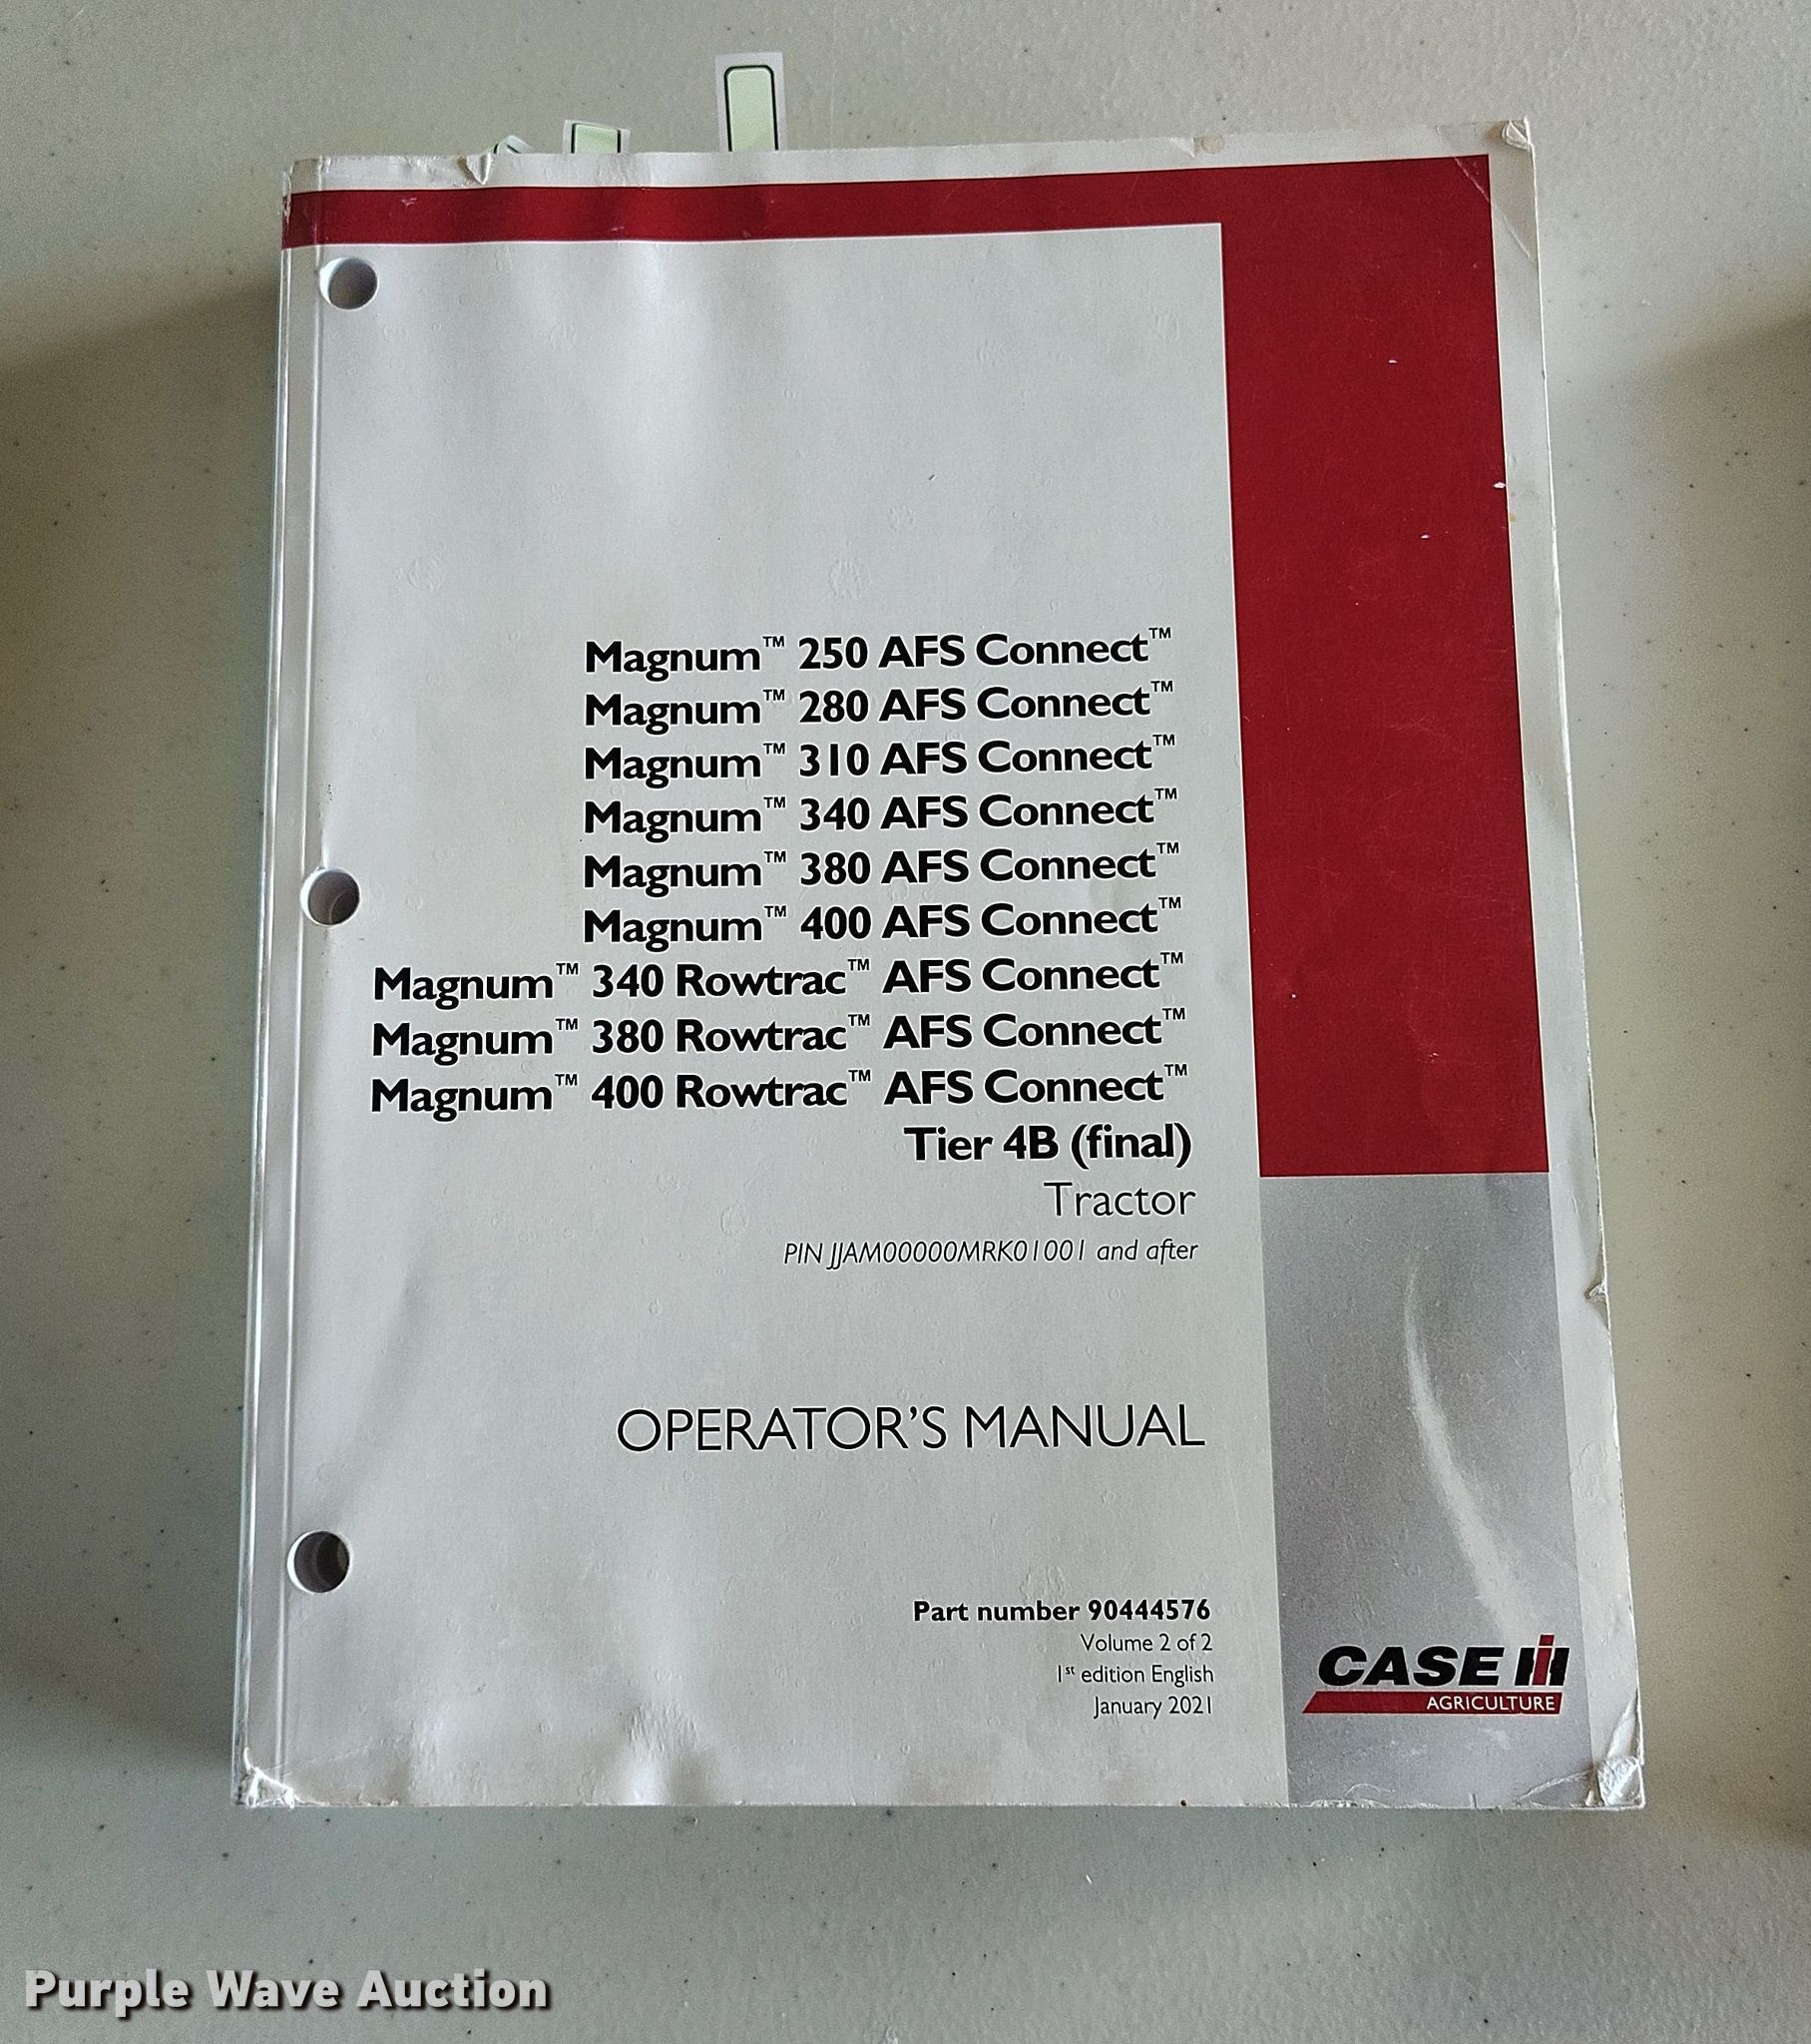 Magnum™ 250 AFS Connect™
Magnum™ 280 AFS Connect™
Magnum™ 310 AFS Connect™
Magnum™ 340 AFS Connect™
Magnum™ 380 AFS Connect™
Magnum™ 400 AFS Connect™
Magnum™ 340 Rowtrac™ AFS Connect™
Magnum™ 380 Rowtrac™ AFS Connect™
Magnum™ 400 Rowtrac™ AFS Connect™
Tier 4B (final)
Tractor
PIN JJAM00000MRK01001 and after
OPERATOR'S MANUAL
Part number 90444576
Volume 2 of 2
1st edition English
January 2021
CASE IH
AGRICULTURE
Purple Wave Auction